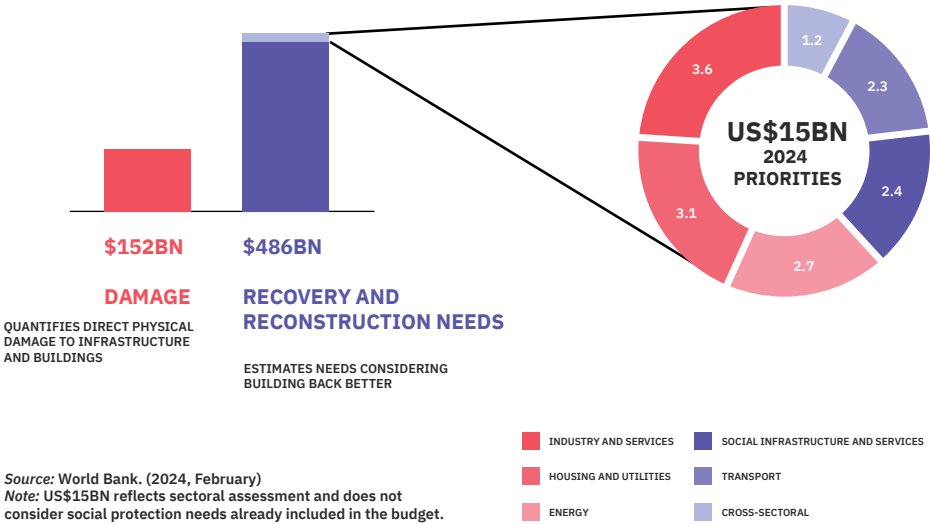 1.2
3.6
2.3
US$15BN
2024
PRIORITIES
2.4
3.1
2.7
$152BN
$486BN
DAMAGE
QUANTIFIES DIRECT PHYSICAL
DAMAGE TO INFRASTRUCTURE
AND BUILDINGS
RECOVERY AND
RECONSTRUCTION NEEDS
ESTIMATES NEEDS CONSIDERING
BUILDING BACK BETTER
INDUSTRY AND SERVICES
SOCIAL INFRASTRUCTURE AND SERVICES
HOUSING AND UTILITIES
TRANSPORT
ENERGY
CROSS-SECTORAL
Source: World Bank. (2024, February)
Note: US$15BN reflects sectoral assessment and does not
consider social protection needs already included in the budget.